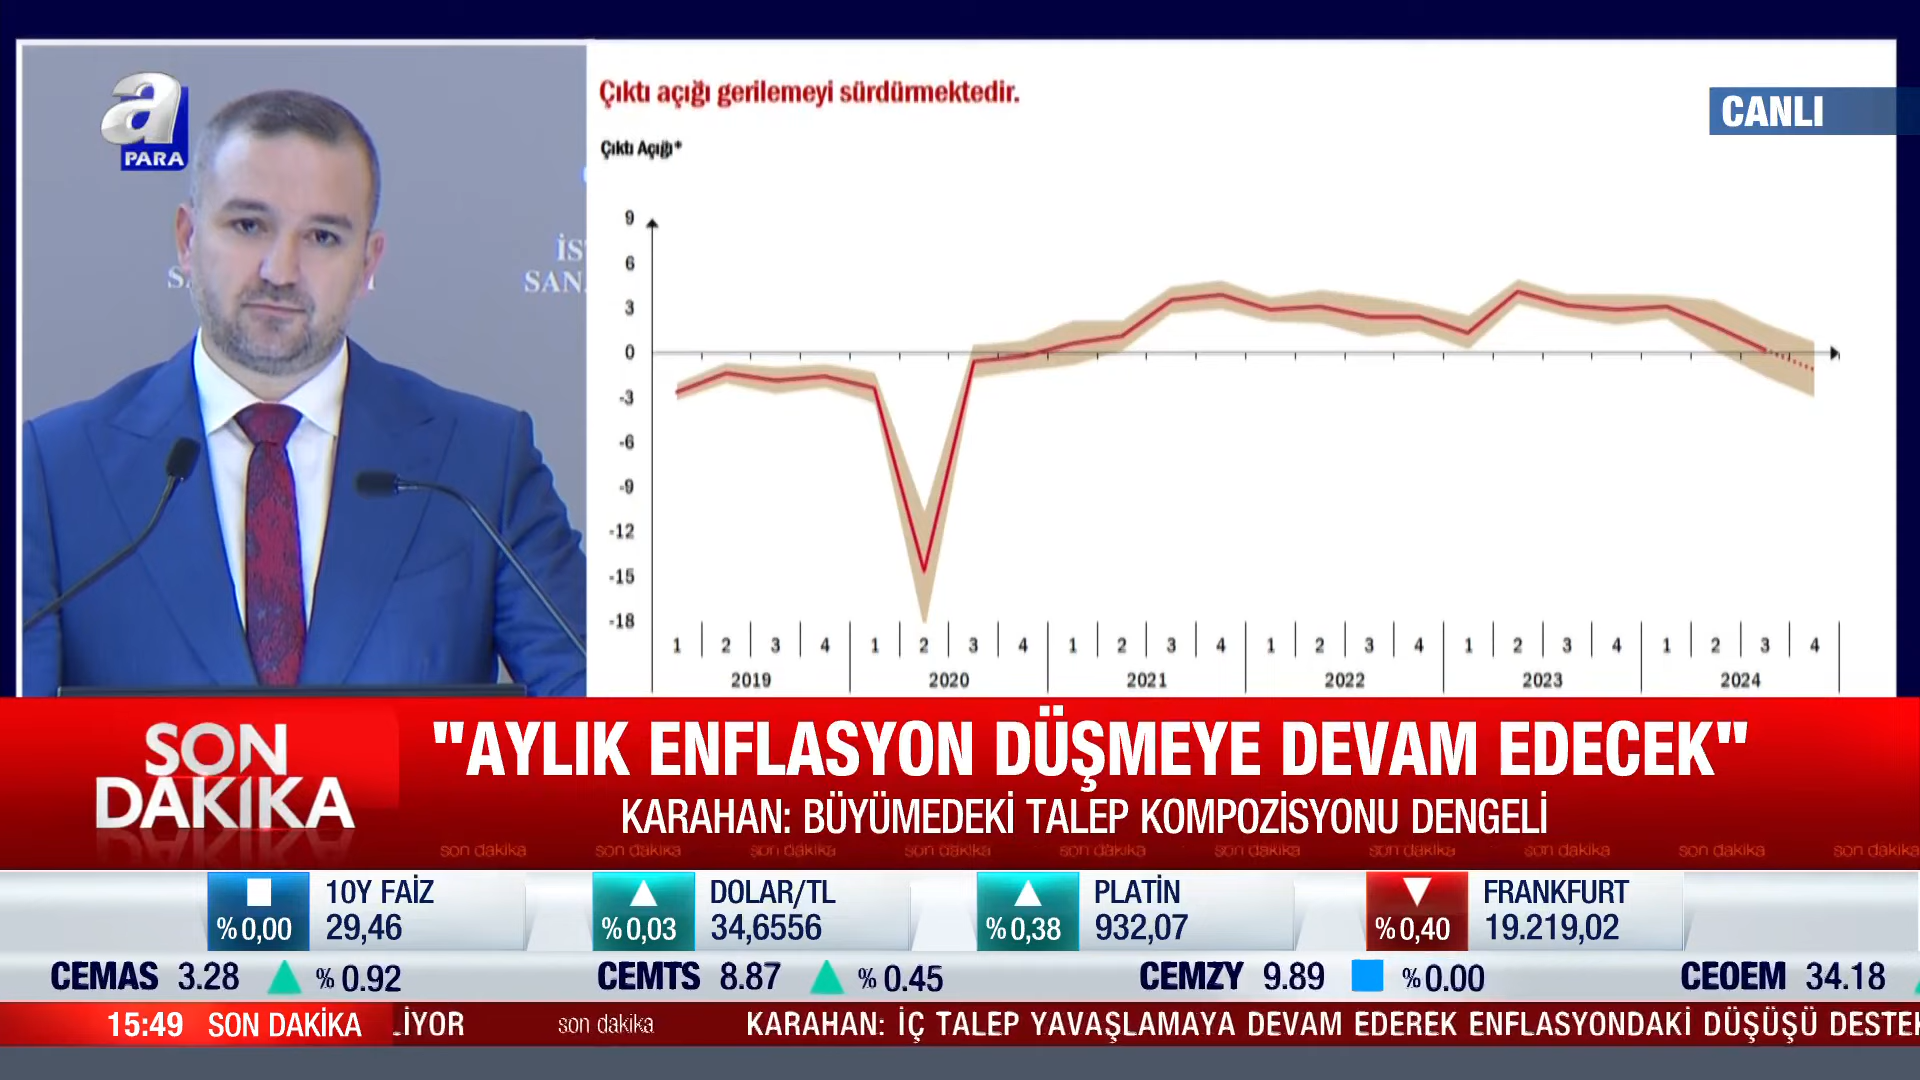 a
PARA
İS
SAN
Çıktı açığı gerilemeyi sürdürmektedir.
CANLI
Çıktı Açığı*
9
6
3
0
-3
-6
-9
-12
-15
-18
1 2 3 4 1 2 3 4 1 2 3 4 1 2 3 4 1 2 3 4 1 2 3 4
2019 2020 2021 2022 2023 2024
SON
DAKİKA
"AYLIK ENFLASYON DÜŞMEYE DEVAM EDECEK"
KARAHAN: BÜYÜMEDEKİ TALEP KOMPOZİSYONU DENGELİ
son dakika son dakika son dakika son dakika son dakika son dakika son dakika son dakika son dakika son dakika
10Y FAİZ DOLAR/TL PLATİN FRANKFURT
%0,00 29,46 %0,03 34,6556 %0,38 932,07 %0,40 19.219,02
CEMAS 3.28 %0.92 CEMTS 8.87 %0.45 CEMZY 9.89 %0.00 CEOEM 34.18
15:49 SON DAKİKA LİYOR son dakika KARAHAN: İÇ TALEP YAVAŞLAMAYA DEVAM EDEREK ENFLASYONDAKİ DÜŞÜŞÜ DESTEK